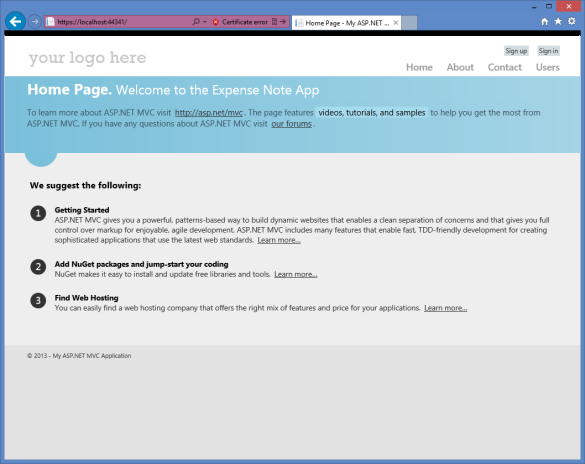 https://localhost:44341/
Certificate error
Home Page - My ASP.NET ...
Sign up Sign in
your logo here
Home About Contact Users
Home Page. Welcome to the Expense Note App
To learn more about ASP.NET MVC visit http://asp.net/mvc. The page features videos, tutorials, and samples to help you get the most from
ASP.NET MVC. If you have any questions about ASP.NET MVC visit our forums.
We suggest the following:
1 Getting Started
ASP.NET MVC gives you a powerful, patterns-based way to build dynamic websites that enables a clean separation of concerns and that gives you full
control over markup for enjoyable, agile development. ASP.NET MVC includes many features that enable fast, TDD-friendly development for creating
sophisticated applications that use the latest web standards. Learn more...
2 Add NuGet packages and jump-start your coding
NuGet makes it easy to install and update free libraries and tools. Learn more...
3 Find Web Hosting
You can easily find a web hosting company that offers the right mix of features and price for your applications. Learn more...
© 2013 - My ASP.NET MVC Application